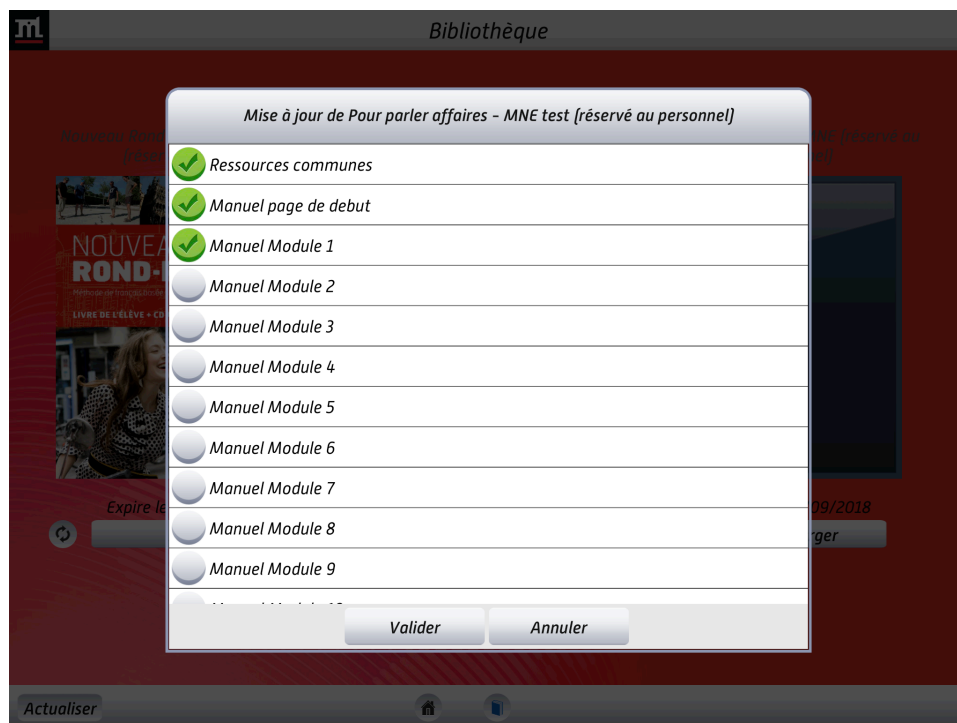 Bibliothèque
Mise à jour de Pour parler affaires - MNE test (réservé au personnel)
Ressources communes
Manuel page de debut
Manuel Module 1
Manuel Module 2
Manuel Module 3
Manuel Module 4
Manuel Module 5
Manuel Module 6
Manuel Module 7
Manuel Module 8
Manuel Module 9
Valider
Annuler
NOUVEA
ROND-
LIVRE DE L'ÉLÈVE + CD
Expire le
09/2018
rger
Actualiser